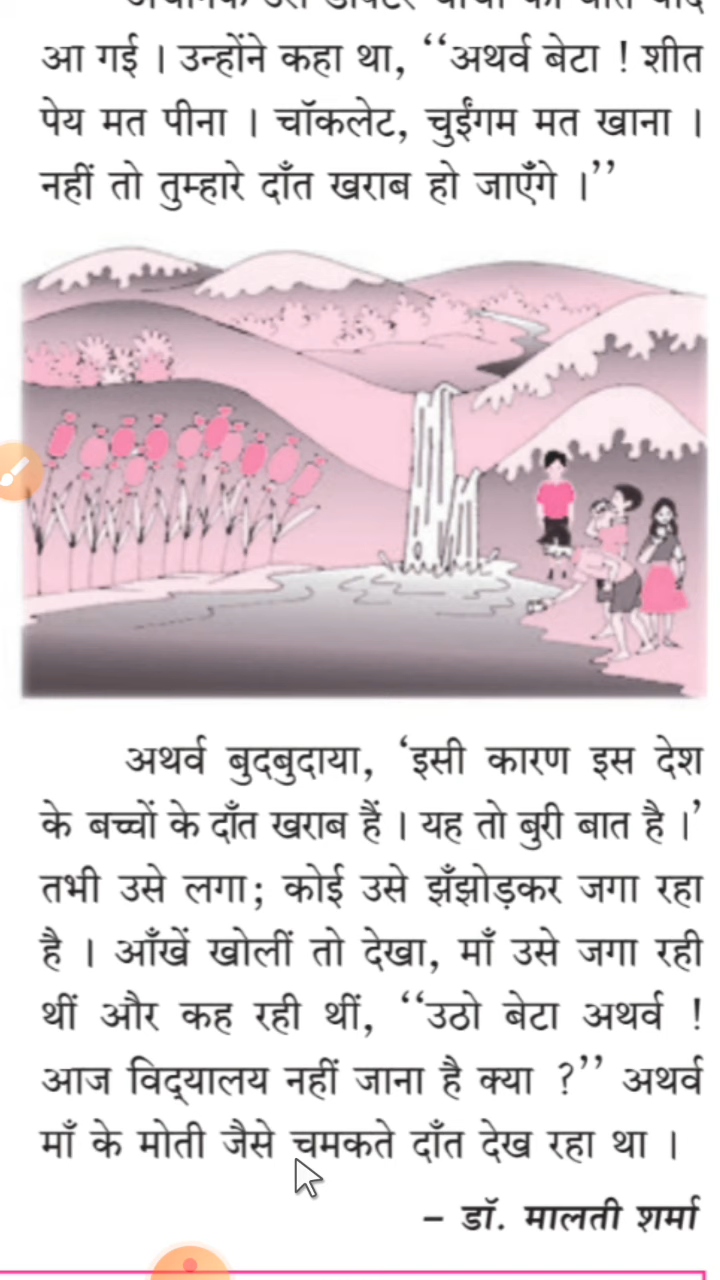 आ गई । उन्होंने कहा था, ‘‘अथर्व बेटा ! शीत
पेय मत पीना । चॉकलेट, चुईंगम मत खाना ।
नहीं तो तुम्हारे दाँत खराब हो जाएँगे ।’’
अथर्व बुदबुदाया, ‘इसी कारण इस देश
के बच्चों के दाँत खराब हैं । यह तो बुरी बात है ।’
तभी उसे लगा; कोई उसे झँझोड़कर जगा रहा
है । आँखें खोलीं तो देखा, माँ उसे जगा रही
थीं और कह रही थीं, ‘‘उठो बेटा अथर्व !
आज विद्‌यालय नहीं जाना है क्या ?’’ अथर्व
माँ के मोती जैसे चमकते दाँत देख रहा था ।
– डॉ. मालती शर्मा